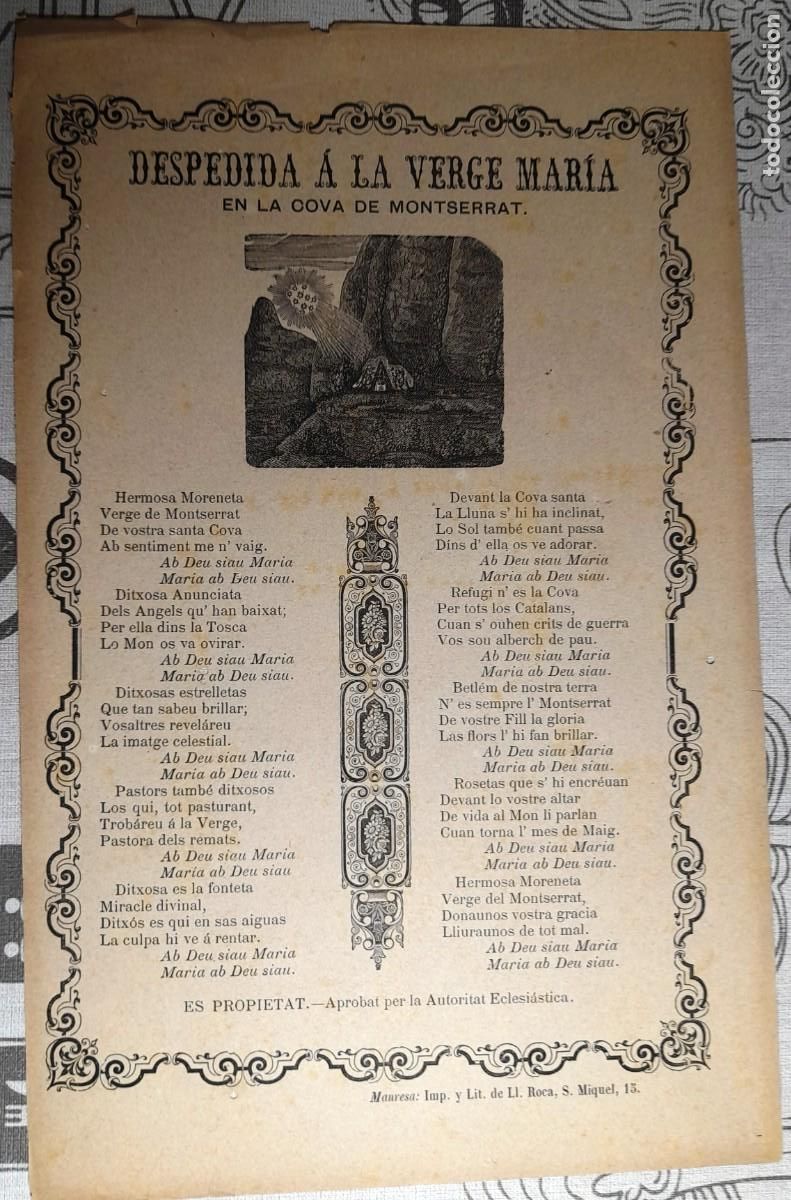 DESPEDIDA Á LA VERGE MARÍA
EN LA COVA DE MONTSERRAT.
Hermosa Moreneta
Verge de Montserrat
De vostra santa Cova
Ab sentiment me n' vaig.
Ab Deu siau Maria
Maria ab Deu siau.
Ditxosa Anunciata
Dels Angels qu' han baixat;
Per ella dins la Tosca
Lo Mon os va ovirar.
Ab Deu siau Maria
Maria ab Deu siau.
Ditxosas estrelletas
Que tan sabeu brillar;
Vosaltres reveláreu
La imatge celestial.
Ab Deu siau Maria
Maria ab Deu siau.
Pastors també ditxosos
Los qui, tot pasturant,
Trobáreu á la Verge,
Pastora dels remats.
Ab Deu siau Maria
Maria ab Deu siau
Ditxosa es la fonteta
Miracle divinal,
Ditxós es qui en sas aiguas
La culpa hi ve á rentar.
Ab Deu siau Maria
Maria ab Deu siau.
Devant la Cova santa
La Lluna s' hi ha inclinat,
Lo Sol també cuant passa
Dins d' ella os ve adorar.
Ab Deu siau Maria
Maria ab Deu siau.
Refugi n' es la Cova
Per tots los Catalans,
Cuan s' ouhen crits de guerra
Vos sou alberch de pau.
Ab Deu siau Maria
Maria ab Deu siau.
Betlém de nostra terra
N' es sempre l' Montserrat
De vostre Fill la gloria
Las flors l' hi fan brillar.
Ab Deu siau Maria
Maria ab Deu siau.
Rosetas que s' hi encréuan
Devant lo vostre altar
De vida al Mon li parlan
Cuan torna l' mes de Maig.
Ab Deu siau Maria
Maria ab Deu siau.
Hermosa Moreneta
Verge del Montserrat,
Donaunos vostra gracia
Lliuraunos de tot mal.
Ab Deu siau Maria
Maria ab Deu siau.
ES PROPIETAT.—Aprobat per la Autoritat Eclesiástica.
Manresa: Imp. y Lit. de Ll. Roca, S. Miquel, 15.
todocoleccion